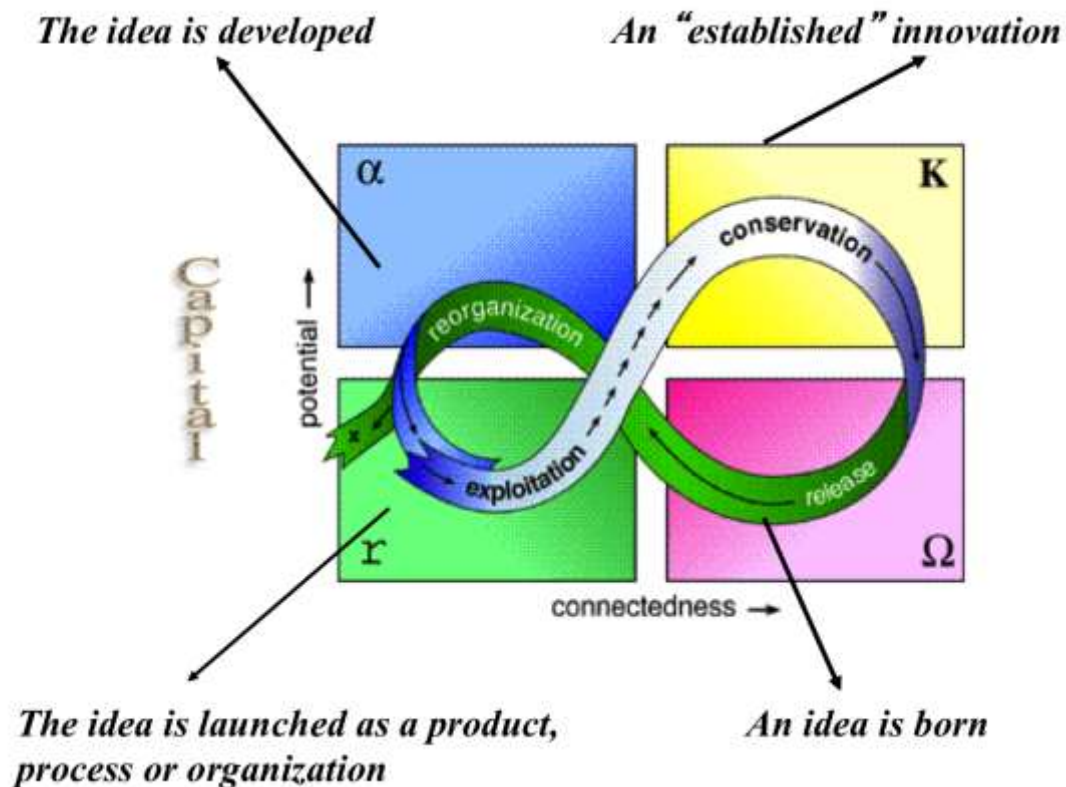 The idea is developed
An “established” innovation
α
K
conservation
reorganization
Capital
potential
x
exploitation
release
r
Ω
connectedness
The idea is launched as a product,
process or organization
An idea is born